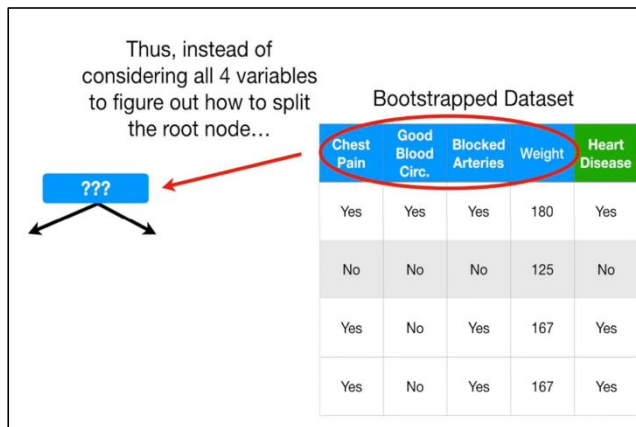 Thus, instead of
considering all 4 variables
to figure out how to split
the root node…
???
Bootstrapped Dataset
Chest Pain Good Blood Circ. Blocked Arteries Weight Heart Disease
Yes Yes Yes 180 Yes
No No No 125 No
Yes No Yes 167 Yes
Yes No Yes 167 Yes